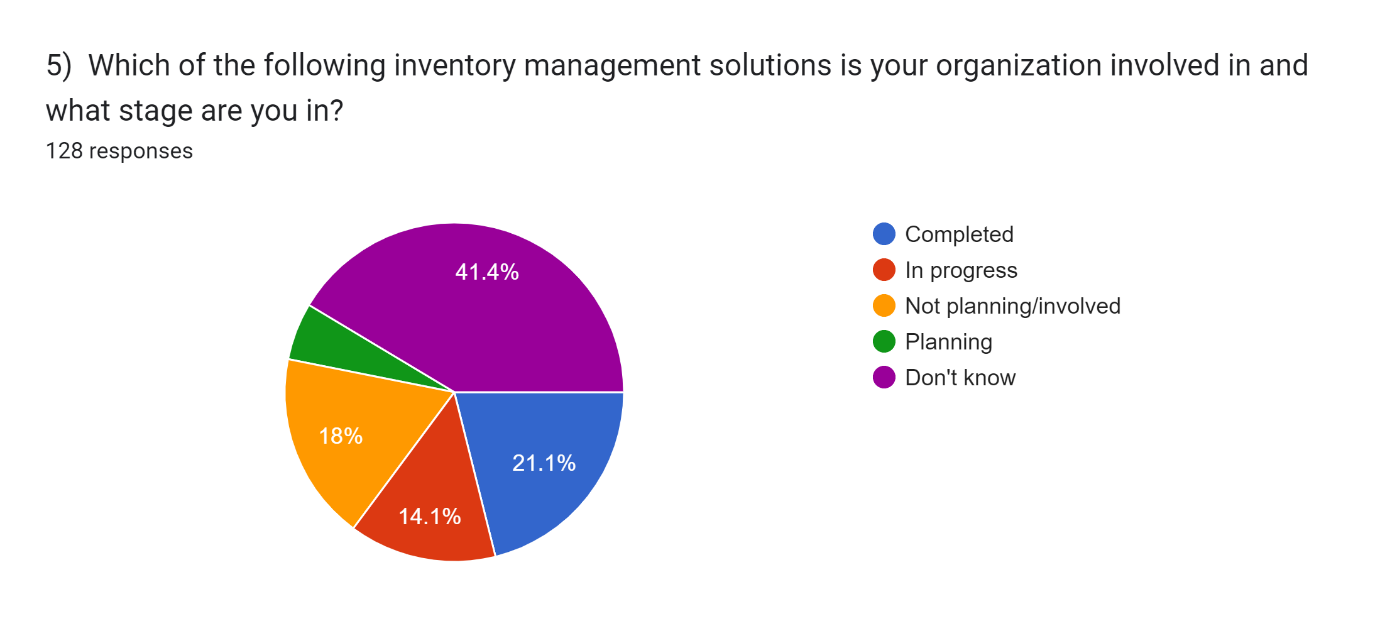 5)  Which of the following inventory management solutions is your organization involved in and
what stage are you in?
128 responses
41.4%
18%
14.1%
21.1%
Completed
In progress
Not planning/involved
Planning
Don't know